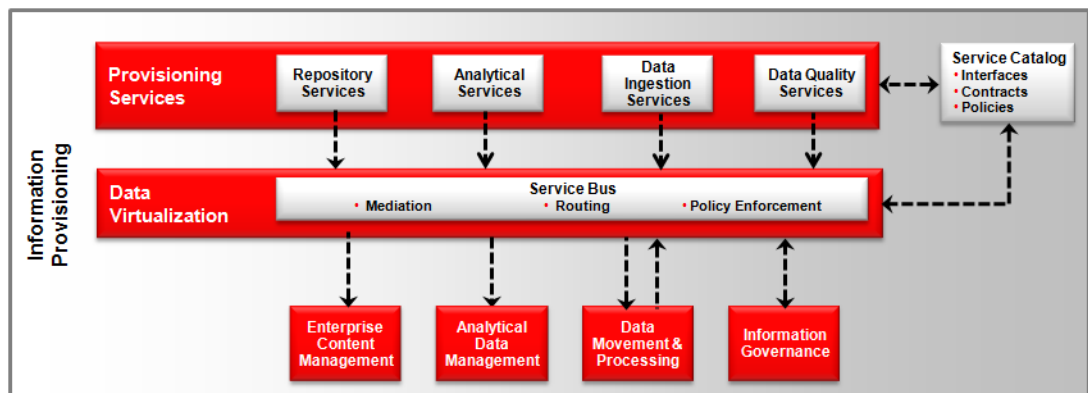 Provisioning
Services
Repository
Services
Analytical
Services
Data
Ingestion
Services
Data Quality
Services
Service Catalog
• Interfaces
• Contracts
• Policies
Information
Provisioning
Data
Virtualization
Service Bus
• Mediation • Routing • Policy Enforcement
Enterprise
Content
Management
Analytical
Data
Management
Data
Movement &
Processing
Information
Governance